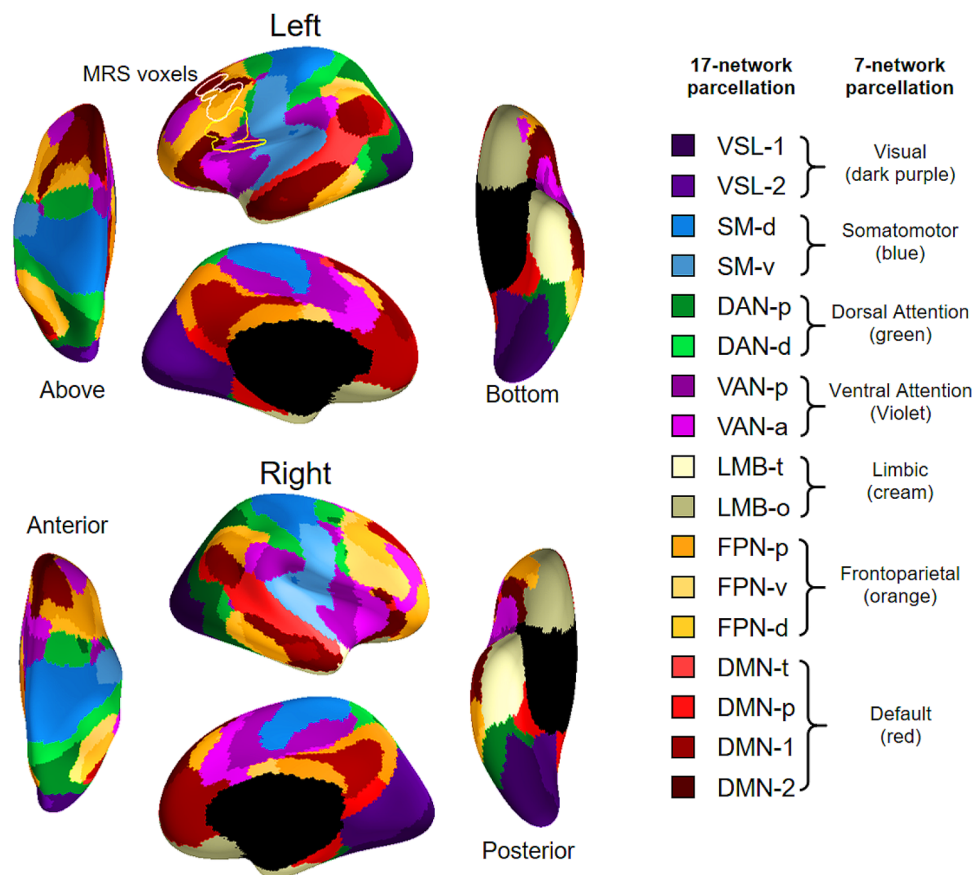 Left
MRS voxels
Above
Bottom
Right
Anterior
Posterior
17-network
parcellation
7-network
parcellation
VSL-1
VSL-2
Visual
(dark purple)
SM-d
SM-v
Somatomotor
(blue)
DAN-p
DAN-d
Dorsal Attention
(green)
VAN-p
VAN-a
Ventral Attention
(Violet)
LMB-t
LMB-o
Limbic
(cream)
FPN-p
FPN-v
FPN-d
Frontoparietal
(orange)
DMN-t
DMN-p
DMN-1
DMN-2
Default
(red)